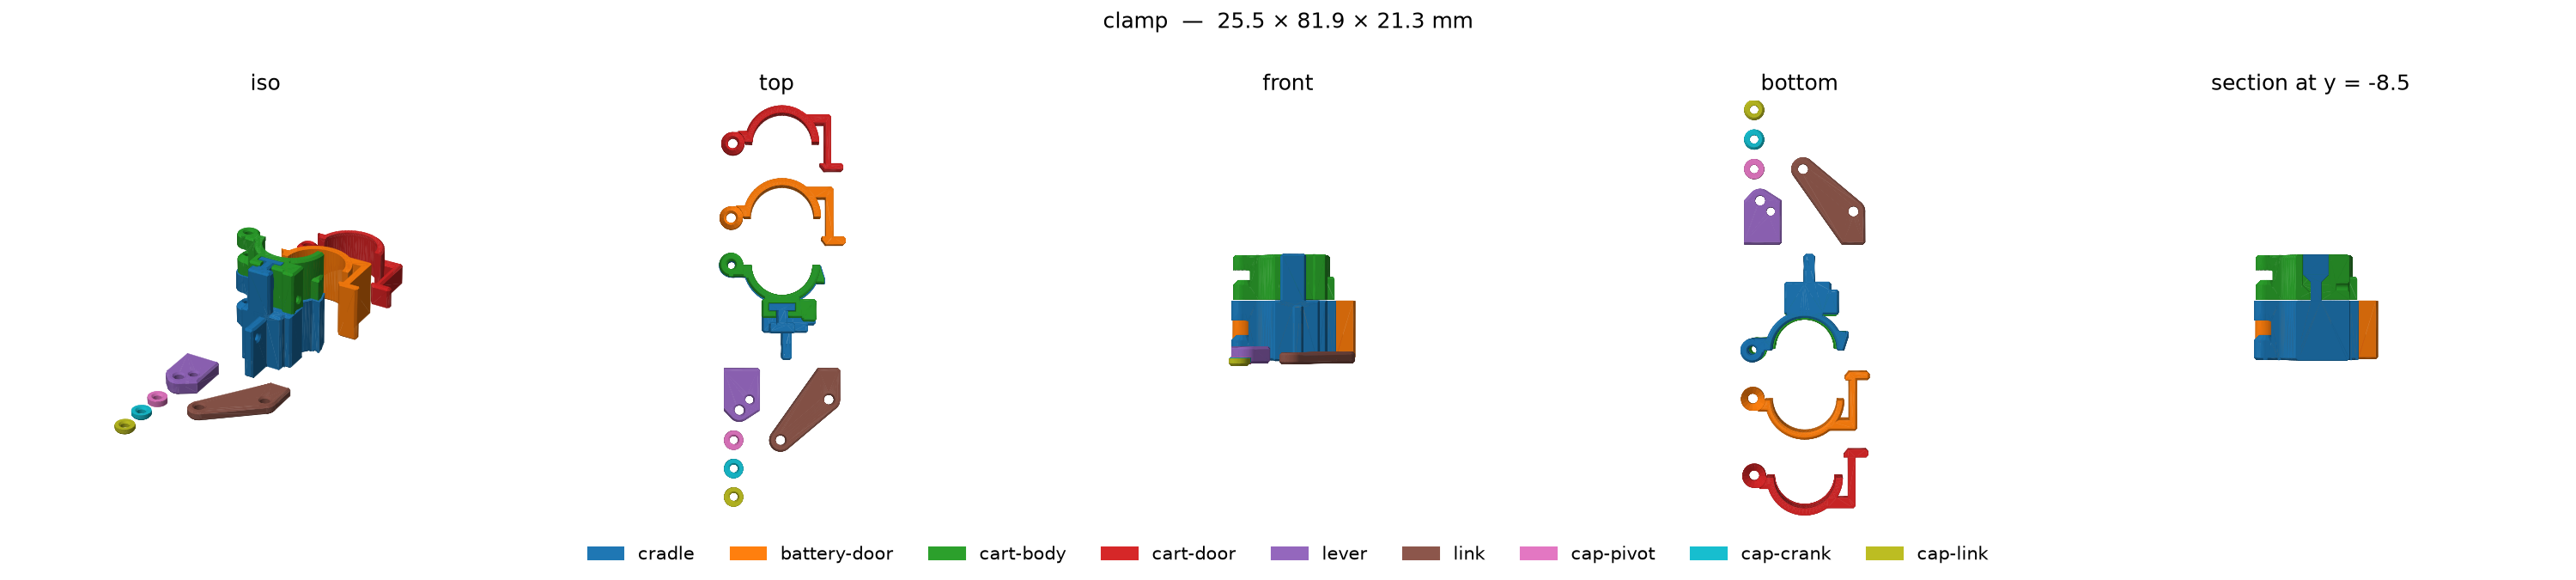 clamp — 25.5 × 81.9 × 21.3 mm
iso
top
front
bottom
section at y = -8.5
cradle battery-door cart-body cart-door lever link cap-pivot cap-crank cap-link